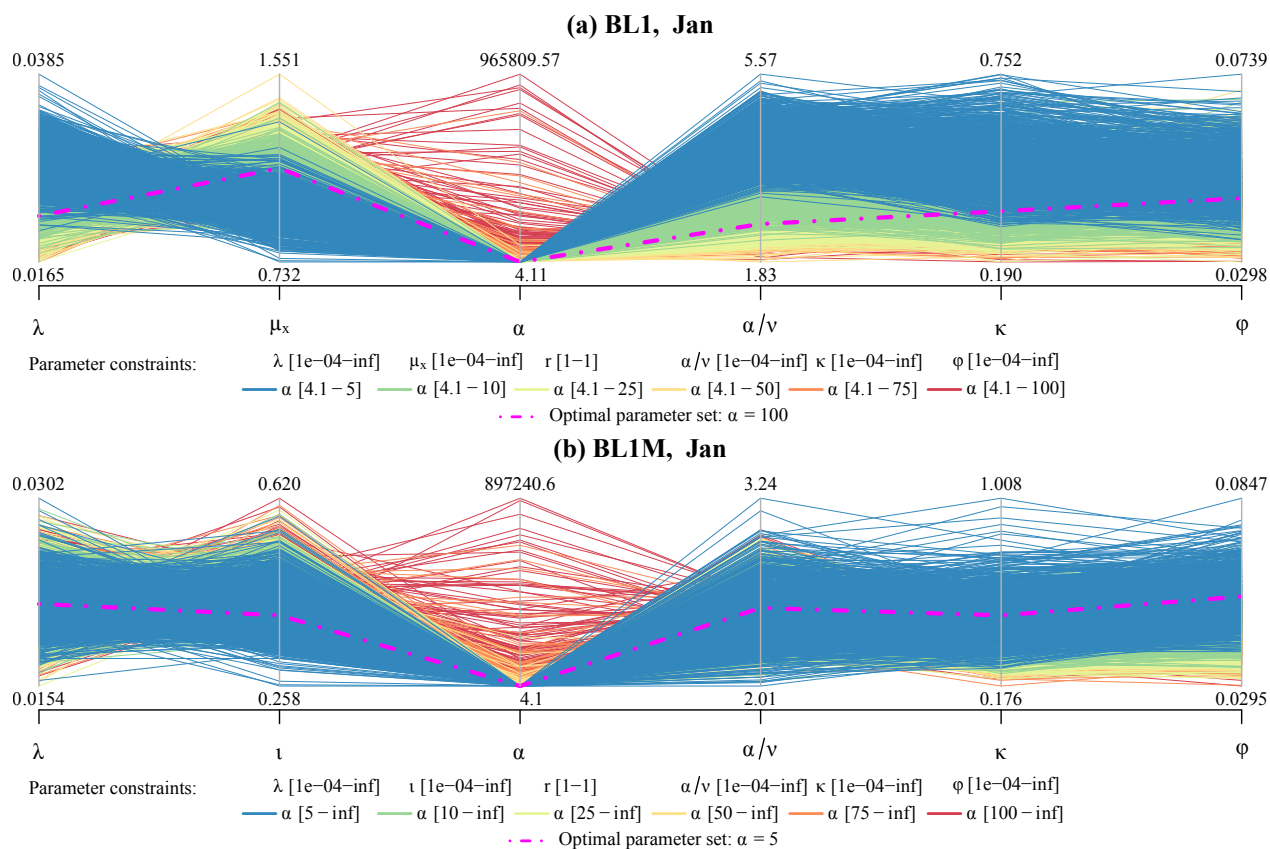 (a) BL1, Jan
0.0385 1.551 965809.57 5.57 0.752 0.0739
0.0165 0.732 4.11 1.83 0.190 0.0298
λ μx α α/ν κ φ
Parameter constraints: λ [1e−04−inf] μx [1e−04−inf] r [1−1] α/ν [1e−04−inf] κ [1e−04−inf] φ [1e−04−inf]
α [4.1−5] α [4.1−10] α [4.1−25] α [4.1−50] α [4.1−75] α [4.1−100]
Optimal parameter set: α = 100
(b) BL1M, Jan
0.0302 0.620 897240.6 3.24 1.008 0.0847
0.0154 0.258 4.1 2.01 0.176 0.0295
λ ι α α/ν κ φ
Parameter constraints: λ [1e−04−inf] ι [1e−04−inf] r [1−1] α/ν [1e−04−inf] κ [1e−04−inf] φ [1e−04−inf]
α [5−inf] α [10−inf] α [25−inf] α [50−inf] α [75−inf] α [100−inf]
Optimal parameter set: α = 5